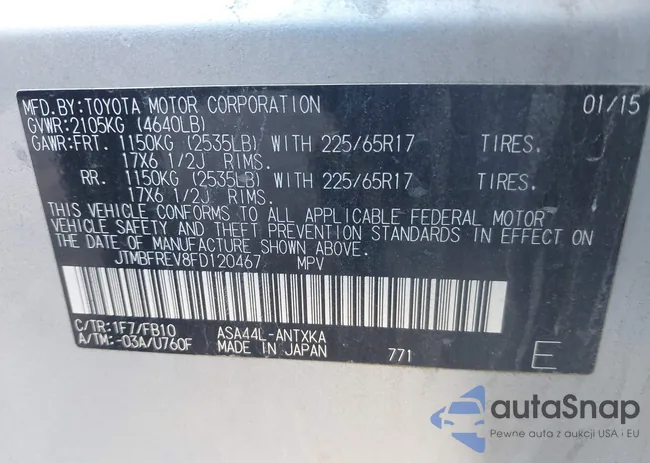 MFD.BY:TOYOTA MOTOR CORPORATION 01/15
GVWR:2105KG (4640LB)
GAWR:FRT. 1150KG (2535LB) WITH 225/65R17 TIRES.
17X6 1/2J RIMS.
RR. 1150KG (2535LB) WITH 225/65R17 TIRES.
17X6 1/2J RIMS.
THIS VEHICLE CONFORMS TO ALL APPLICABLE FEDERAL MOTOR
VEHICLE SAFETY BUMPER, AND THEFT PREVENTION STANDARDS IN EFFECT ON
THE DATE OF MANUFACTURE SHOWN ABOVE.
JTMBFREV8FD120467 MPV
C/TR:1F7/FB10 ASA44L-ANTXKA
A/TM:-03A/U760F MADE IN JAPAN 771 E
autaSnap
Pewne auta z aukcji USA i EU